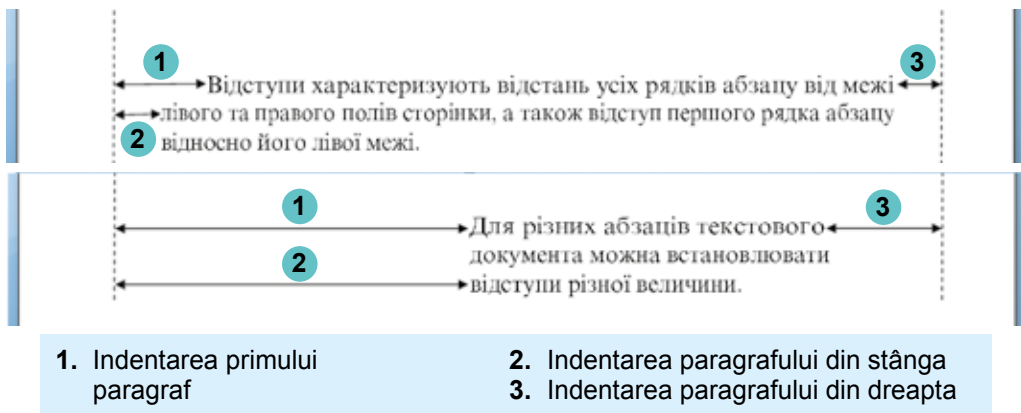 1
3
Відступи характеризують відстань усіх рядків абзацу від межі
лівого та правого полів сторінки, а також відступ першого рядка абзацу
2 відносно його лівої межі.
1
3
Для різних абзаців текстового
документа можна встановлювати
2
відступи різної величини.
1. Indentarea primului
paragraf
2. Indentarea paragrafului din stânga
3. Indentarea paragrafului din dreapta